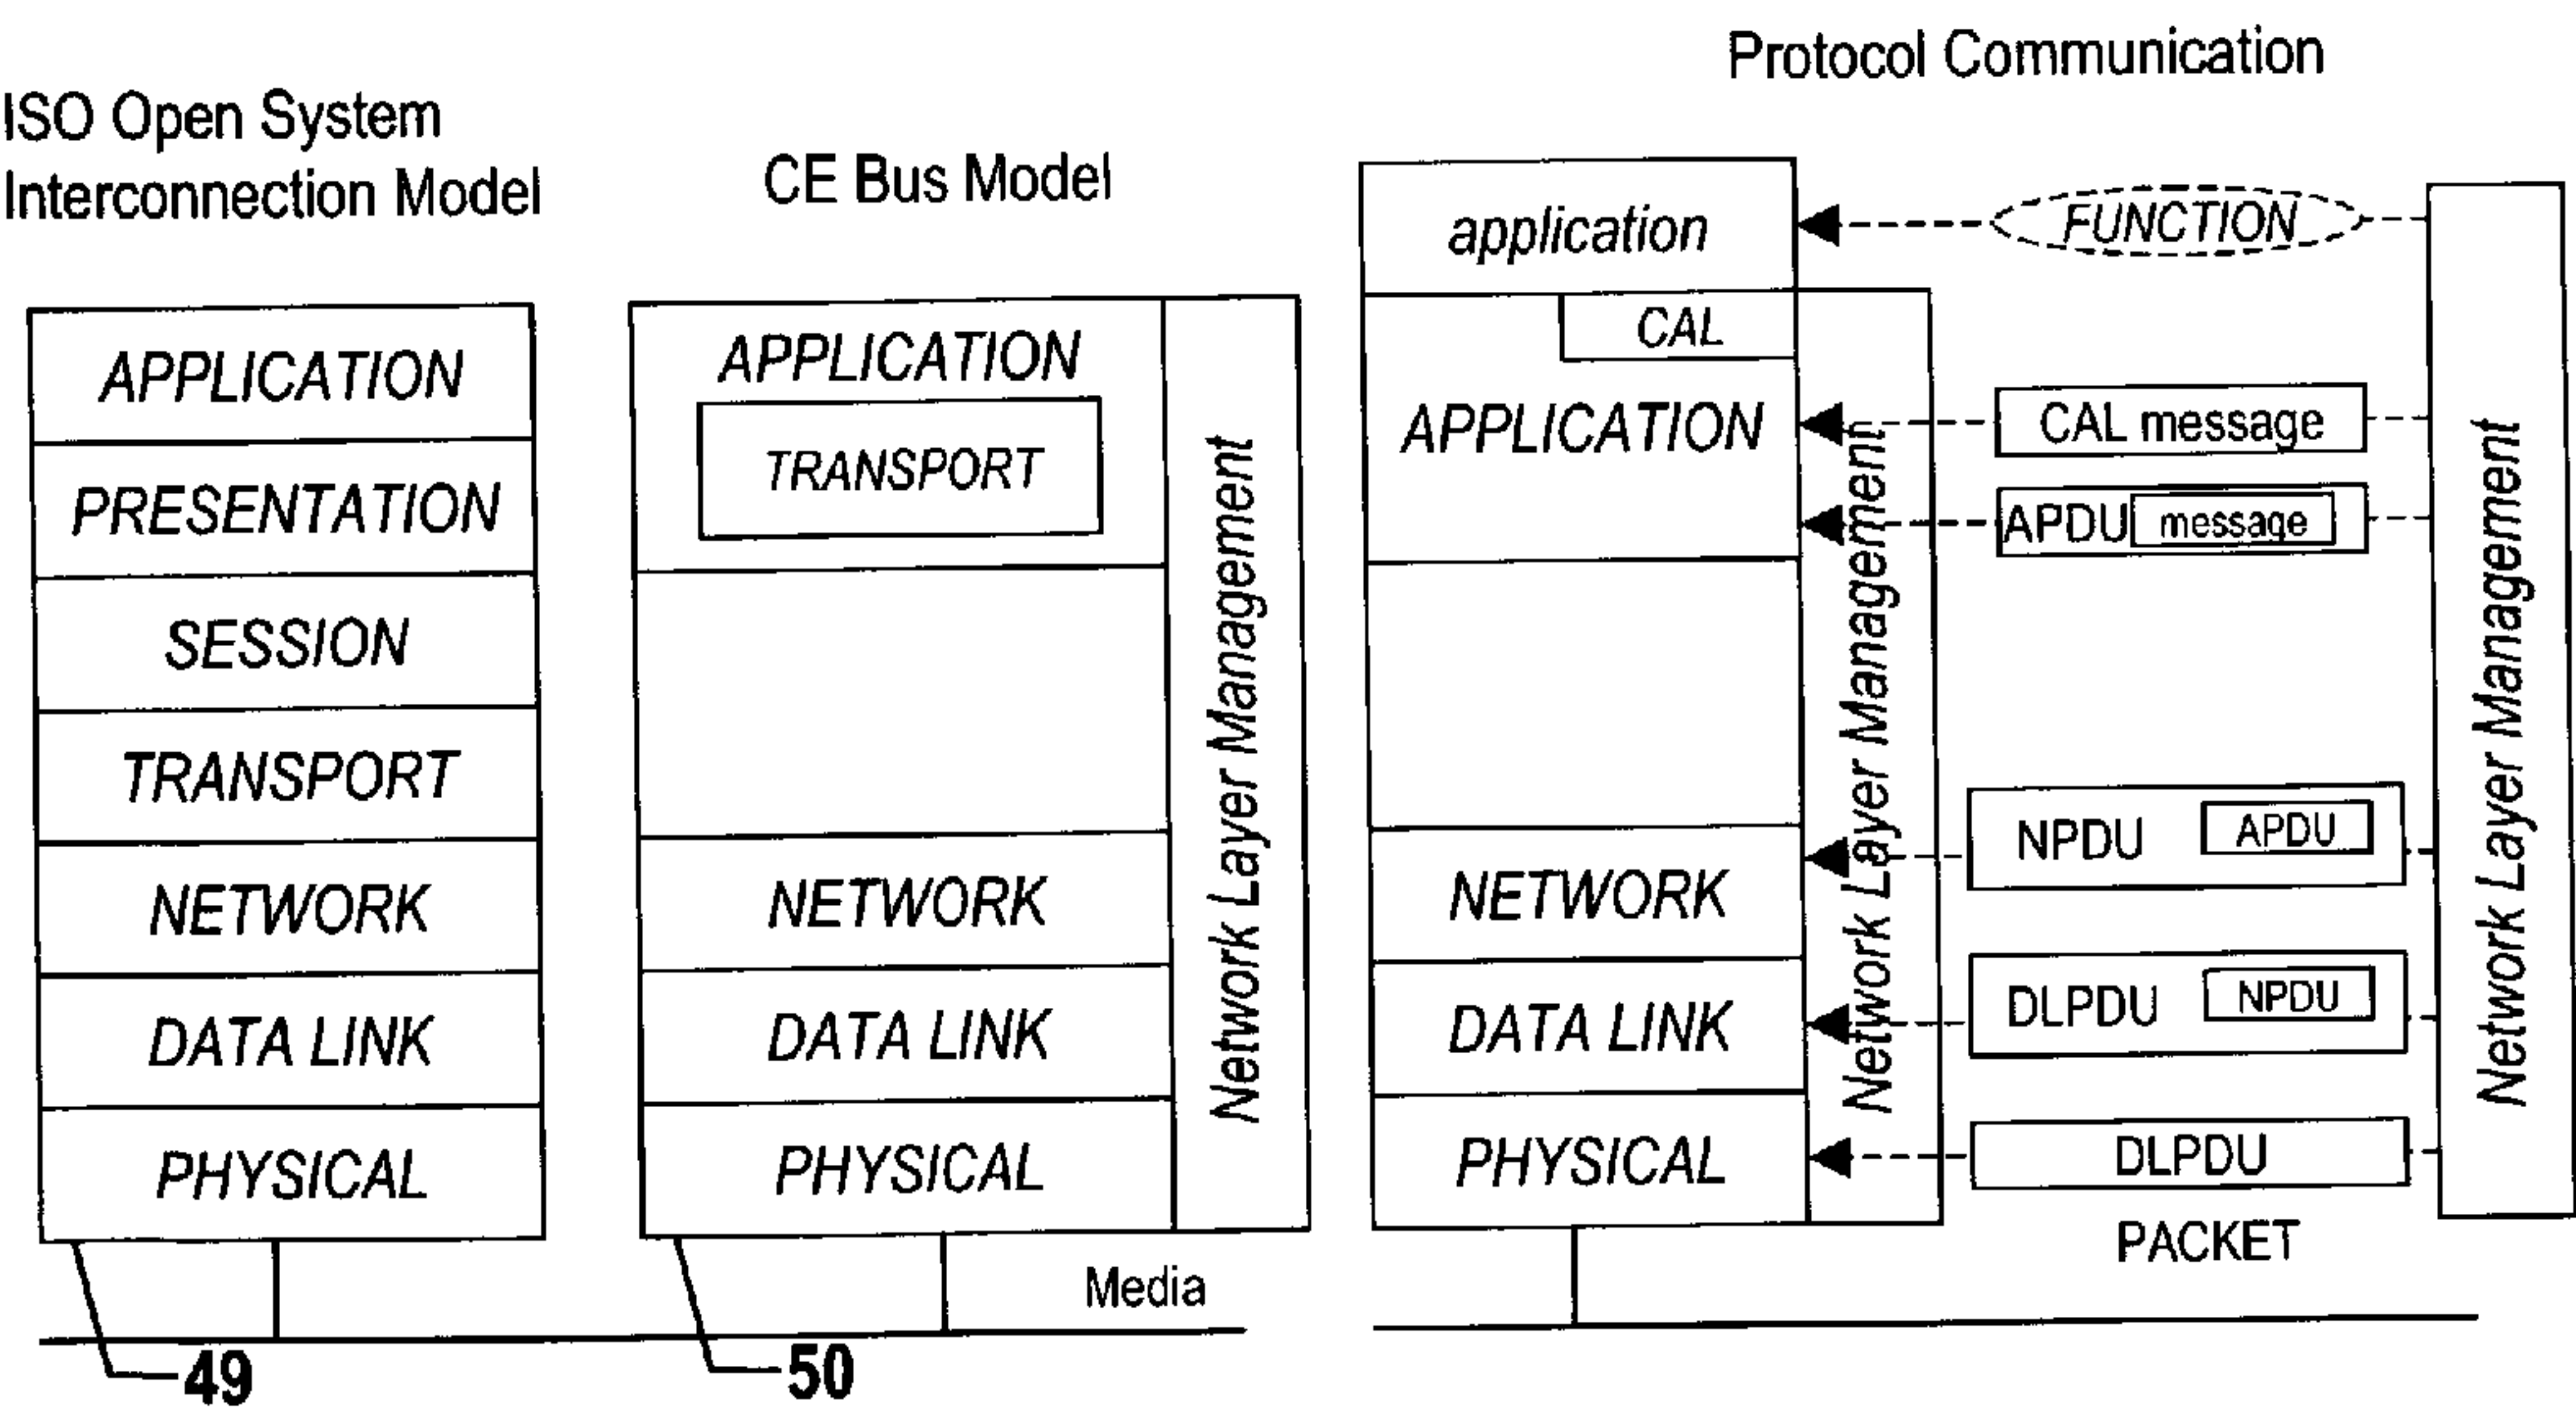 Protocol Communication
ISO Open System
Interconnection Model
CE Bus Model
APPLICATION
PRESENTATION
SESSION
TRANSPORT
NETWORK
DATA LINK
PHYSICAL
49
APPLICATION
TRANSPORT
NETWORK
DATA LINK
PHYSICAL
Network Layer Management
50
Media
application
CAL
APPLICATION
NETWORK
DATA LINK
PHYSICAL
Network Layer Management
FUNCTION
CAL message
APDU message
NPDU APDU
DLPDU NPDU
DLPDU
PACKET
Network Layer Management